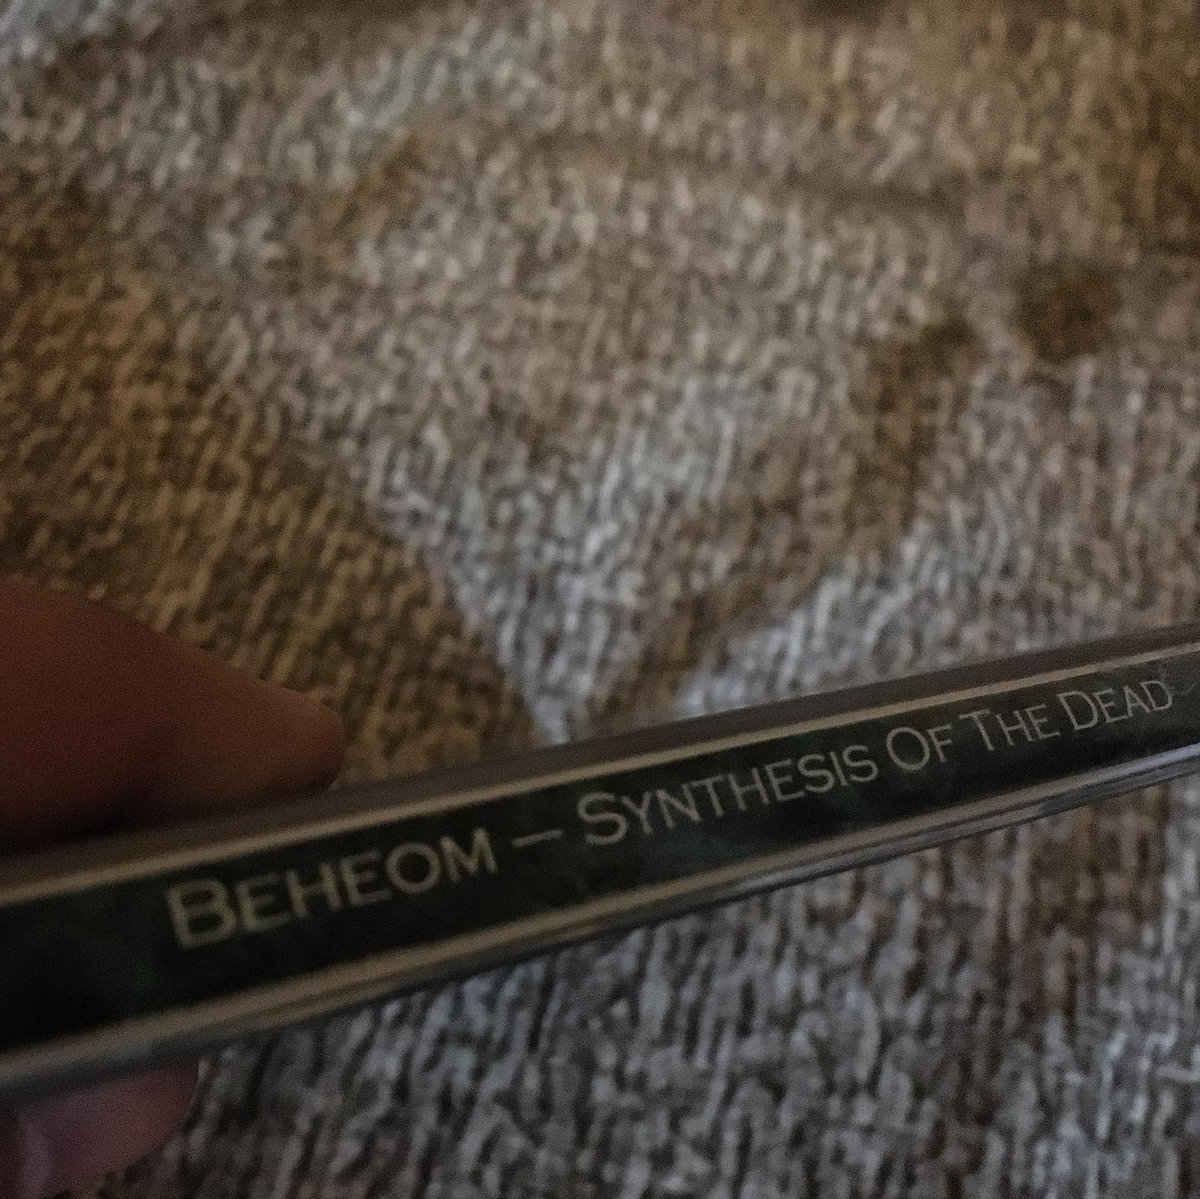 BEHEOM – SYNTHESIS OF THE DEAD